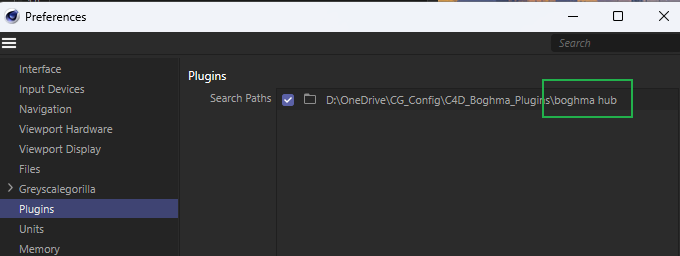 Preferences
Search
Interface
Input Devices
Navigation
Viewport Hardware
Viewport Display
Files
Greyscalegorilla
Plugins
Units
Memory
Plugins
Search Paths D:\OneDrive\CG_Config\C4D_Boghma_Plugins\boghma hub